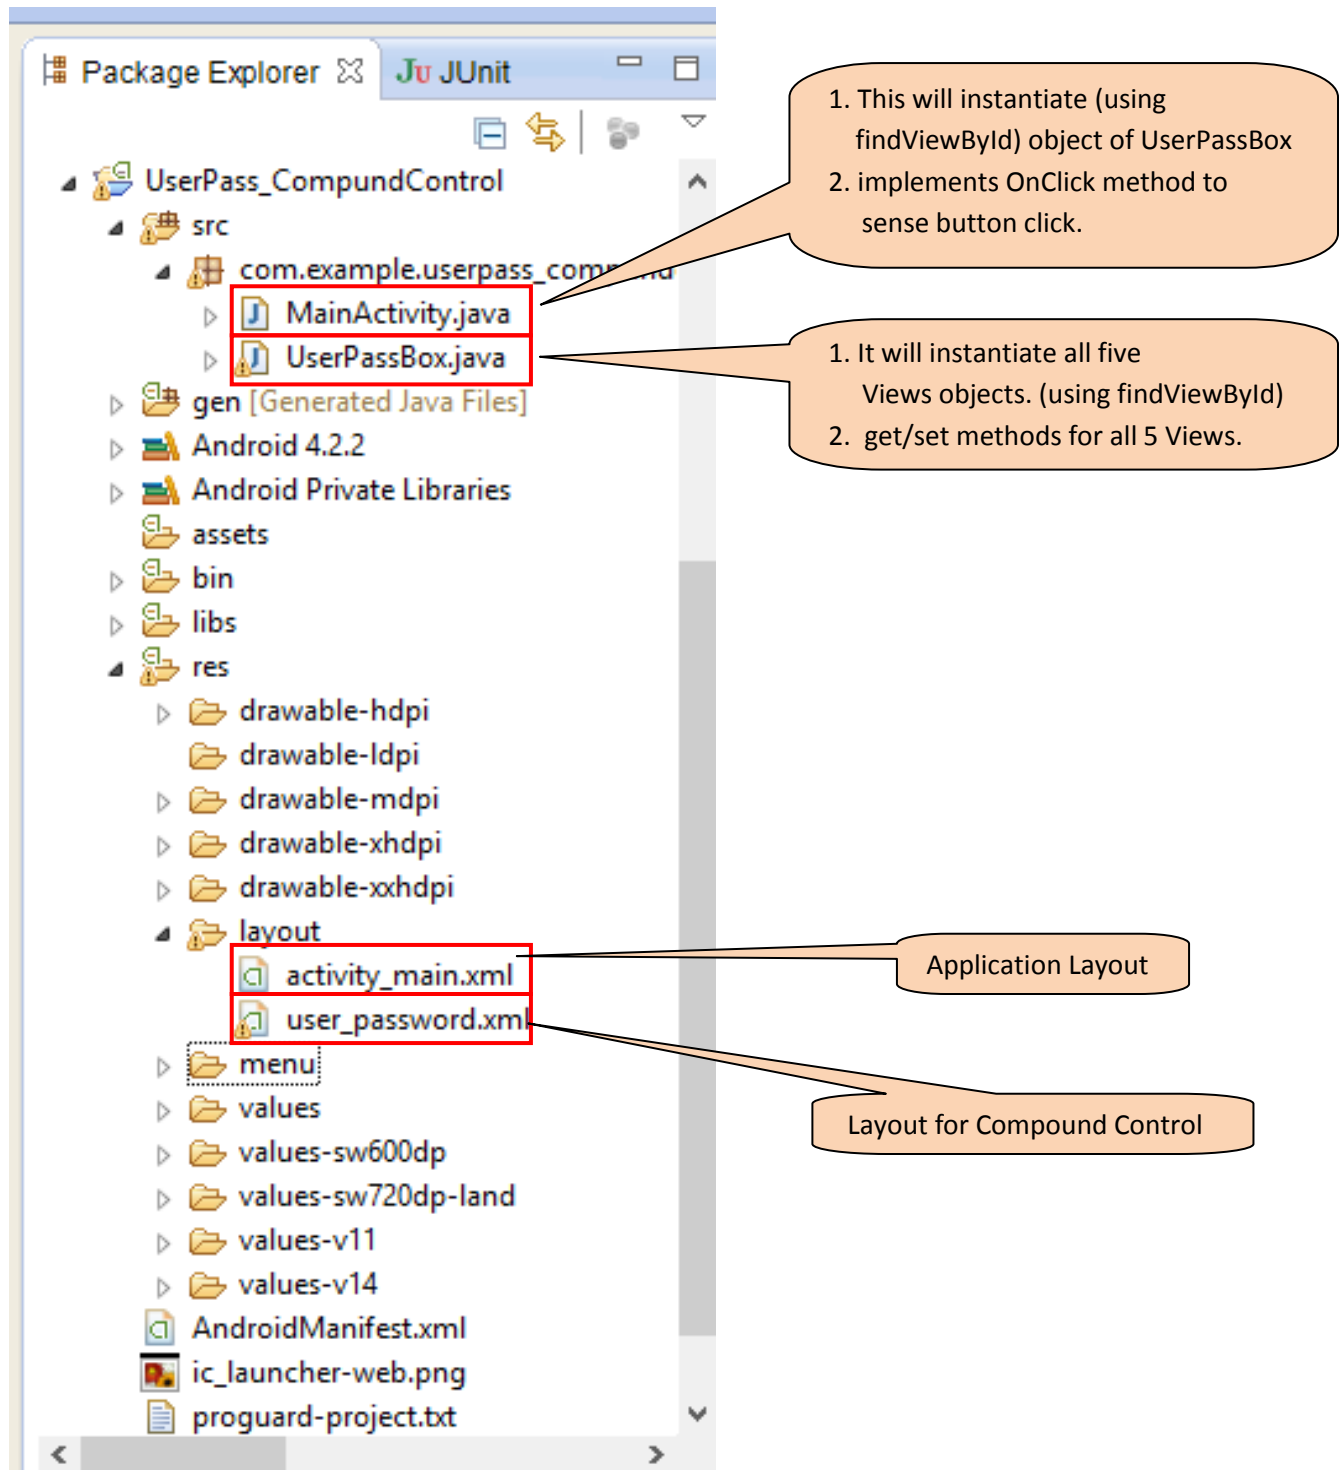 Package Explorer
JUnit
UserPass_CompundControl
src
com.example.userpass_compund
MainActivity.java
UserPassBox.java
gen [Generated Java Files]
Android 4.2.2
Android Private Libraries
assets
bin
libs
res
drawable-hdpi
drawable-ldpi
drawable-mdpi
drawable-xhdpi
drawable-xxhdpi
layout
activity_main.xml
user_password.xml
menu
values
values-sw600dp
values-sw720dp-land
values-v11
values-v14
AndroidManifest.xml
ic_launcher-web.png
proguard-project.txt
1. This will instantiate (using
findViewById) object of UserPassBox
2. implements OnClick method to
sense button click.
1. It will instantiate all five
Views objects. (using findViewById)
2. get/set methods for all 5 Views.
Application Layout
Layout for Compound Control